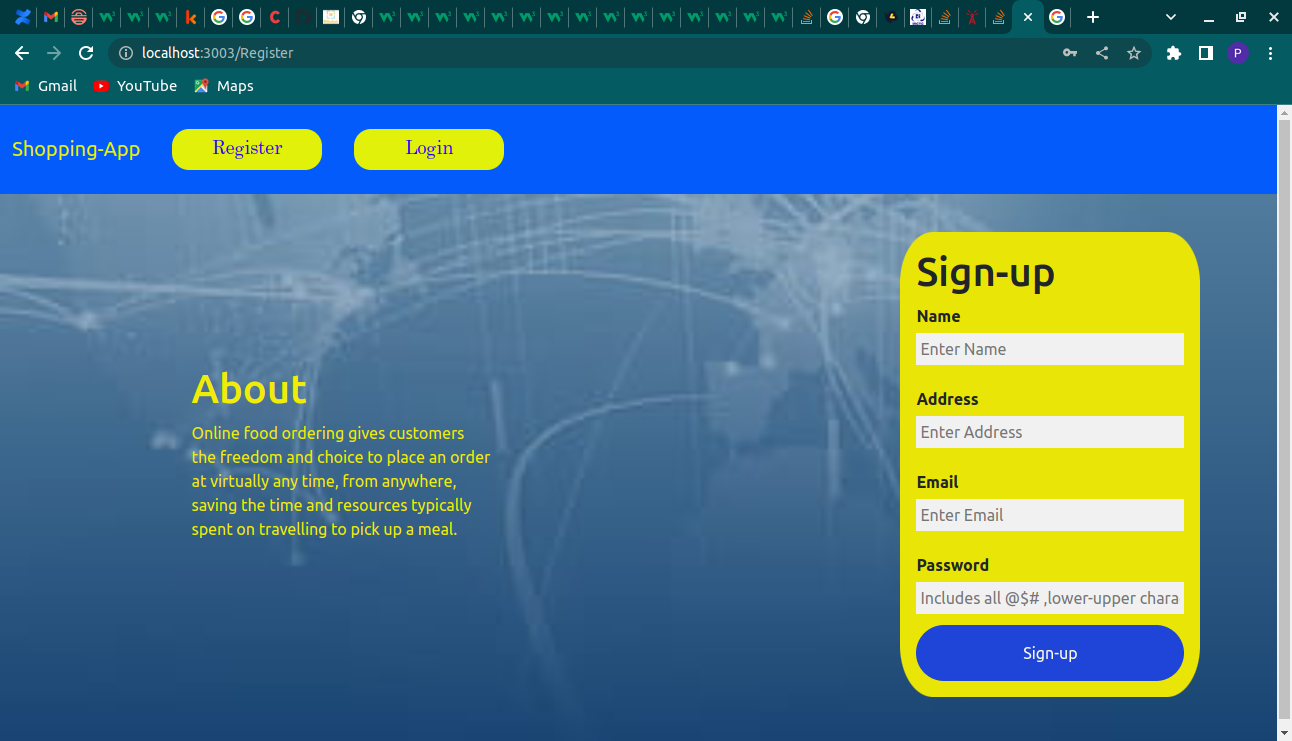 localhost:3003/Register
P
Gmail
YouTube
Maps
Shopping-App
Register
Login
Sign-up
Name
Enter Name
Address
Enter Address
Email
Enter Email
Password
Includes all @$# ,lower-upper chara
Sign-up
About
Online food ordering gives customers
the freedom and choice to place an order
at virtually any time, from anywhere,
saving the time and resources typically
spent on travelling to pick up a meal.